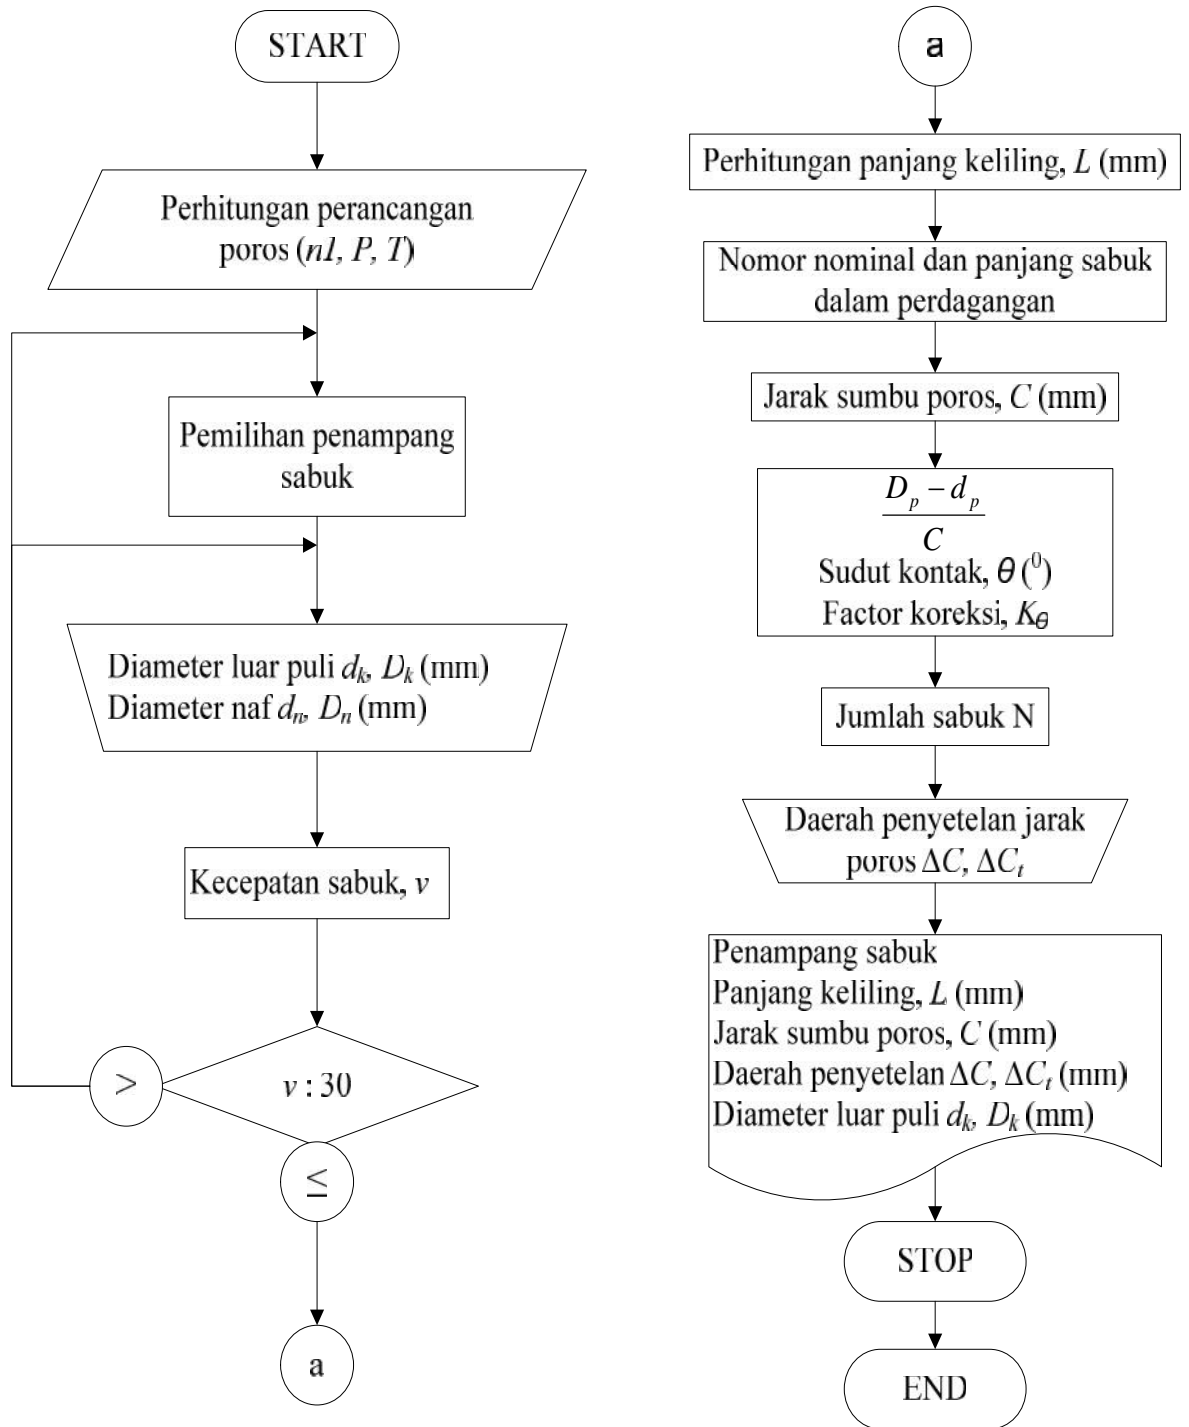 START
Perhitungan perancangan
poros (n1, P, T)
Pemilihan penampang
sabuk
Diameter luar puli dk, Dk (mm)
Diameter naf dn, Dn (mm)
Kecepatan sabuk, v
v : 30
>
≤
a
a
Perhitungan panjang keliling, L (mm)
Nomor nominal dan panjang sabuk
dalam perdagangan
Jarak sumbu poros, C (mm)
Dp − dp
C
Sudut kontak, θ (⁰)
Factor koreksi, Kθ
Jumlah sabuk N
Daerah penyetelan jarak
poros ΔC, ΔCt
Penampang sabuk
Panjang keliling, L (mm)
Jarak sumbu poros, C (mm)
Daerah penyetelan ΔC, ΔCt (mm)
Diameter luar puli dk, Dk (mm)
STOP
END